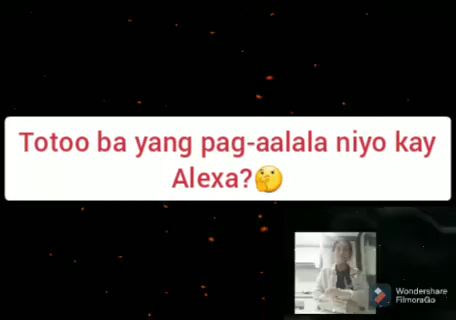 Totoo ba yang pag-aalala niyo kay
Alexa?🤔
Wondershare
FilmoraGo